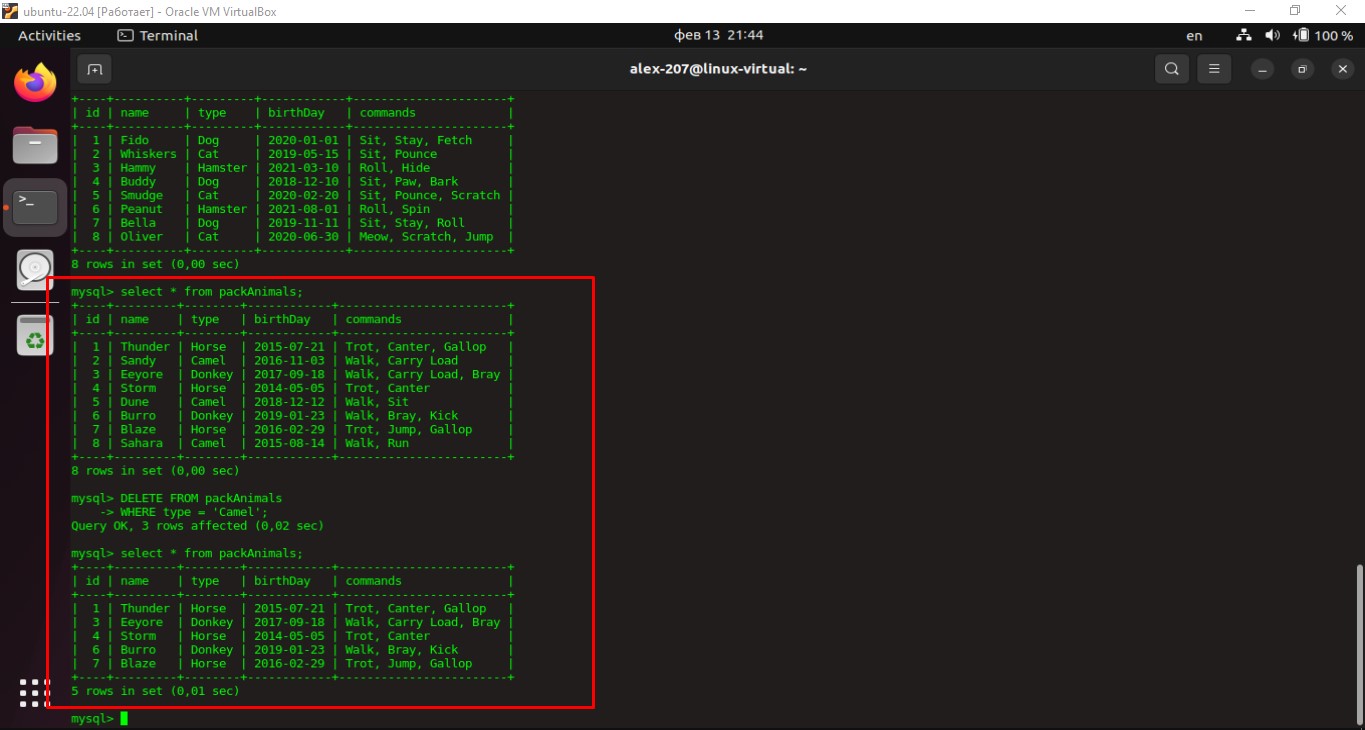 ubuntu-22.04 [Работает] - Oracle VM VirtualBox
Activities Terminal фев 13 21:44 en 100 %
alex-207@linux-virtual: ~
+----+----------+---------+------------+----------------------+
| id | name     | type    | birthDay   | commands             |
+----+----------+---------+------------+----------------------+
|  1 | Fido     | Dog     | 2020-01-01 | Sit, Stay, Fetch     |
|  2 | Whiskers | Cat     | 2019-05-15 | Sit, Pounce          |
|  3 | Hammy    | Hamster | 2021-03-10 | Roll, Hide           |
|  4 | Buddy    | Dog     | 2018-12-10 | Sit, Paw, Bark       |
|  5 | Smudge   | Cat     | 2020-02-20 | Sit, Pounce, Scratch |
|  6 | Peanut   | Hamster | 2021-08-01 | Roll, Spin           |
|  7 | Bella    | Dog     | 2019-11-11 | Sit, Stay, Roll      |
|  8 | Oliver   | Cat     | 2020-06-30 | Meow, Scratch, Jump  |
+----+----------+---------+------------+----------------------+
8 rows in set (0,00 sec)
mysql> select * from packAnimals;
+----+---------+--------+------------+------------------------+
| id | name    | type   | birthDay   | commands               |
+----+---------+--------+------------+------------------------+
|  1 | Thunder | Horse  | 2015-07-21 | Trot, Canter, Gallop   |
|  2 | Sandy   | Camel  | 2016-11-03 | Walk, Carry Load       |
|  3 | Eeyore  | Donkey | 2017-09-18 | Walk, Carry Load, Bray |
|  4 | Storm   | Horse  | 2014-05-05 | Trot, Canter           |
|  5 | Dune    | Camel  | 2018-12-12 | Walk, Sit              |
|  6 | Burro   | Donkey | 2019-01-23 | Walk, Bray, Kick       |
|  7 | Blaze   | Horse  | 2016-02-29 | Trot, Jump, Gallop     |
|  8 | Sahara  | Camel  | 2015-08-14 | Walk, Run              |
+----+---------+--------+------------+------------------------+
8 rows in set (0,00 sec)
mysql> DELETE FROM packAnimals
    -> WHERE type = 'Camel';
Query OK, 3 rows affected (0,02 sec)
mysql> select * from packAnimals;
+----+---------+--------+------------+------------------------+
| id | name    | type   | birthDay   | commands               |
+----+---------+--------+------------+------------------------+
|  1 | Thunder | Horse  | 2015-07-21 | Trot, Canter, Gallop   |
|  3 | Eeyore  | Donkey | 2017-09-18 | Walk, Carry Load, Bray |
|  4 | Storm   | Horse  | 2014-05-05 | Trot, Canter           |
|  6 | Burro   | Donkey | 2019-01-23 | Walk, Bray, Kick       |
|  7 | Blaze   | Horse  | 2016-02-29 | Trot, Jump, Gallop     |
+----+---------+--------+------------+------------------------+
5 rows in set (0,01 sec)
mysql>